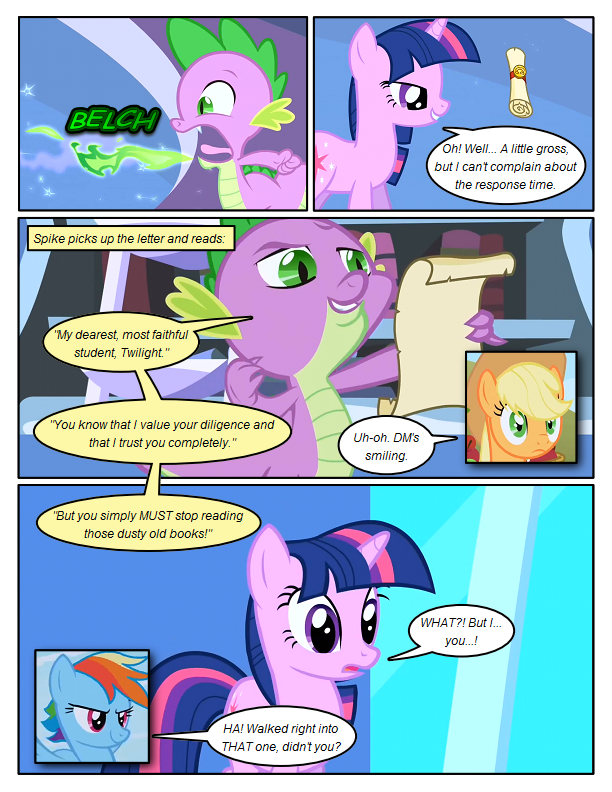 BELCH
Oh! Well... A little gross,
but I can't complain about
the response time.
Spike picks up the letter and reads:
"My dearest, most faithful
student, Twilight."
"You know that I value your diligence and
that I trust you completely."
Uh-oh. DM's
smiling.
"But you simply MUST stop reading
those dusty old books!"
WHAT?! But I...
you...!
HA! Walked right into
THAT one, didn't you?